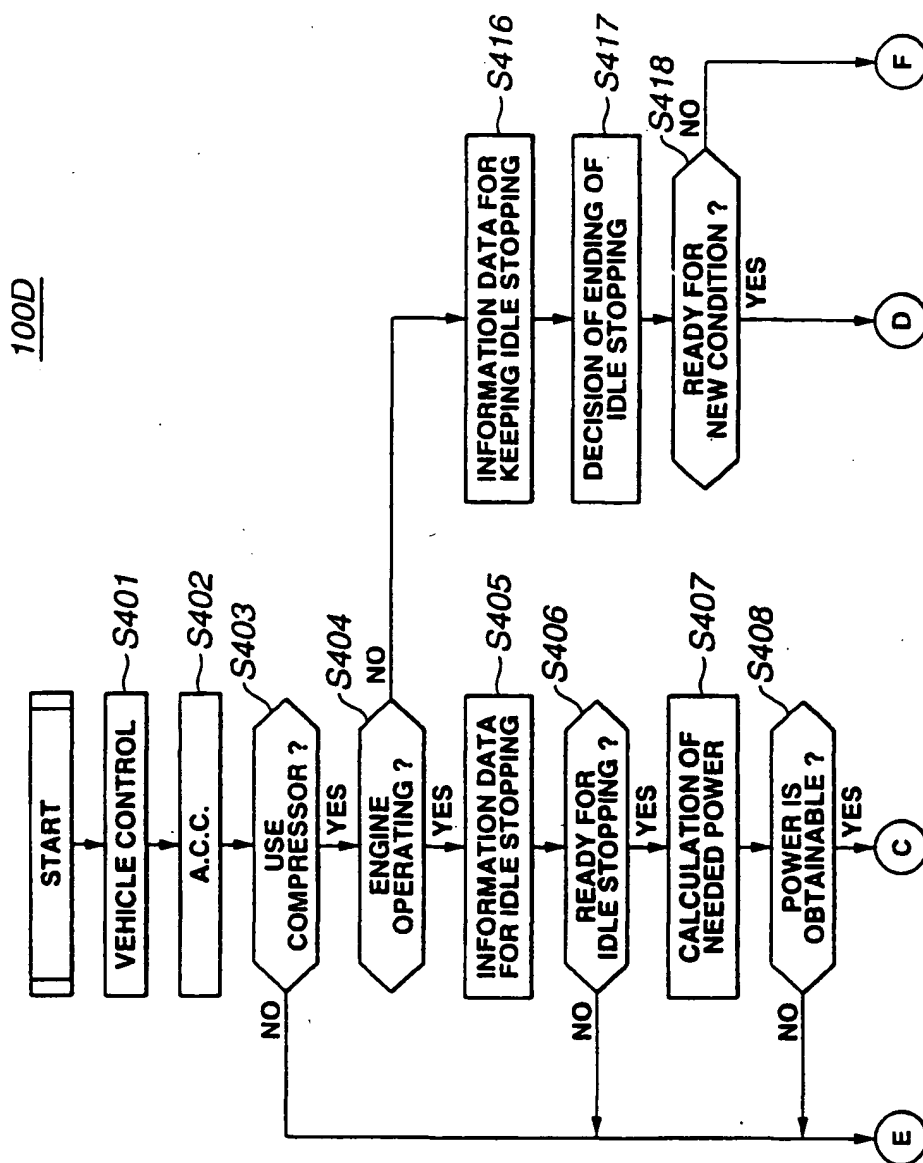 100D
START
VEHICLE CONTROL
S401
A.C.C.
S402
USE
COMPRESSOR ?
S403
NO
YES
ENGINE
OPERATING ?
S404
NO
YES
INFORMATION DATA
FOR IDLE STOPPING
S405
READY FOR
IDLE STOPPING ?
S406
NO
YES
CALCULATION OF
NEEDED POWER
S407
POWER IS
OBTAINABLE ?
S408
NO
YES
INFORMATION DATA FOR
KEEPING IDLE STOPPING
S416
DECISION OF ENDING OF
IDLE STOPPING
S417
READY FOR
NEW CONDITION ?
S418
NO
YES
E
C
D
F